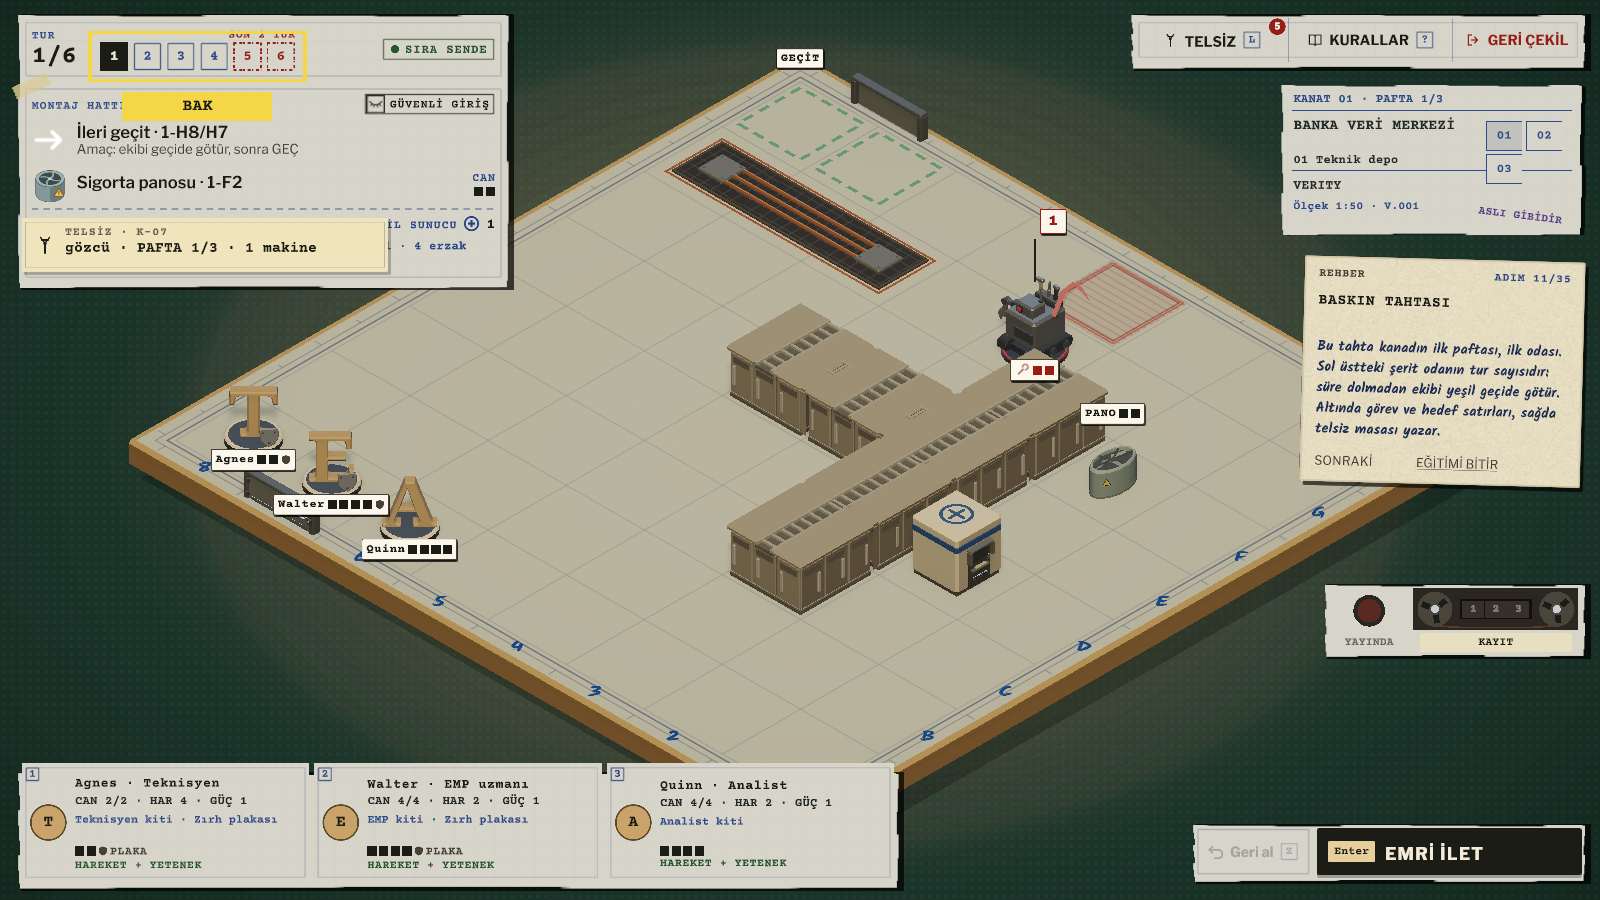 TUR
1/6
1 2 3 4 5 6
SON 2 TUR
SIRA SENDE
BAK
GÜVENLİ GİRİŞ
İleri geçit · 1-H8/H7
Amaç: ekibi geçide götür, sonra GEÇ
Sigorta panosu · 1-F2
CAN
SUNUCU 1
· 4 erzak
TELSİZ · K-07
gözcü · PAFTA 1/3 · 1 makine
GEÇİT
1
PANO
Agnes
Walter
Quinn
5
4
3
2
B
C
D
E
F
G
TELSİZ L
5
KURALLAR ?
GERİ ÇEKİL
KANAT 01 · PAFTA 1/3
BANKA VERİ MERKEZİ
01 02
01 Teknik depo
03
VERITY
Ölçek 1:50 · V.001
ASLI GİBİDİR
REHBER
ADIM 11/35
BASKIN TAHTASI
Bu tahta kanadın ilk paftası, ilk odası.
Sol üstteki şerit odanın tur sayısıdır:
süre dolmadan ekibi yeşil geçide götür.
Altında görev ve hedef satırları, sağda
telsiz masası yazar.
SONRAKİ
EĞİTİMİ BİTİR
1 2 3
YAYINDA
KAYIT
1
Agnes · Teknisyen
CAN 2/2 · HAR 4 · GÜÇ 1
T
Teknisyen kiti · Zırh plakası
PLAKA
HAREKET + YETENEK
2
Walter · EMP uzmanı
CAN 4/4 · HAR 2 · GÜÇ 1
E
EMP kiti · Zırh plakası
PLAKA
HAREKET + YETENEK
3
Quinn · Analist
CAN 4/4 · HAR 2 · GÜÇ 1
A
Analist kiti
HAREKET + YETENEK
Geri al Z
Enter EMRİ İLET